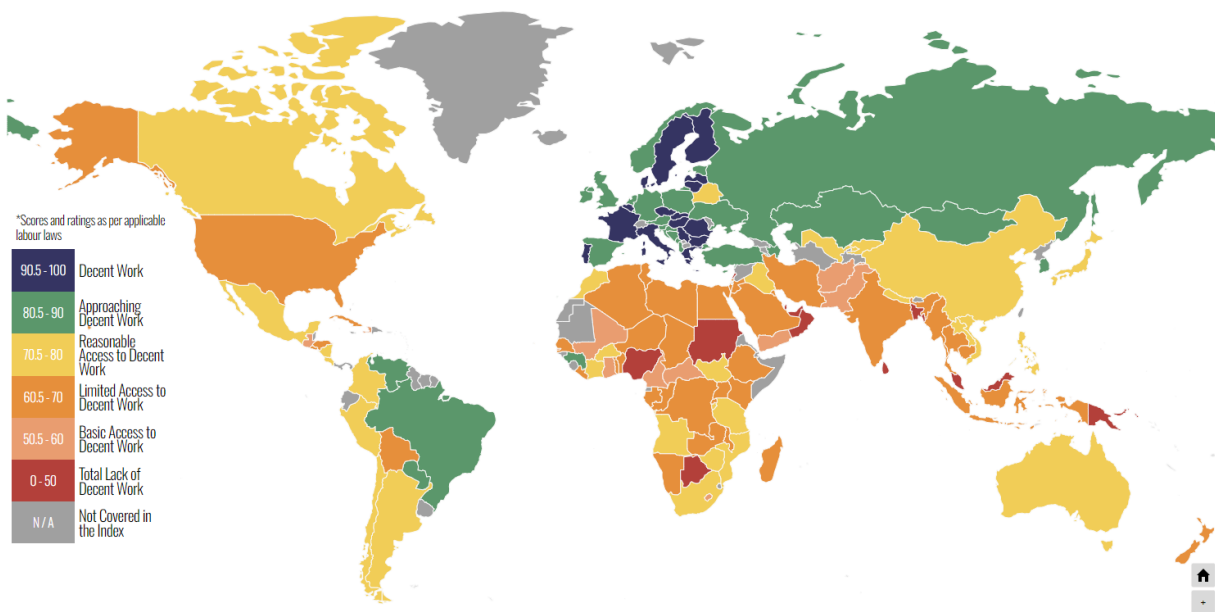 *Scores and ratings as per applicable
labour laws
90.5 - 100 Decent Work
80.5 - 90 Approaching
Decent Work
70.5 - 80 Reasonable
Access to Decent
Work
60.5 - 70 Limited Access to
Decent Work
50.5 - 60 Basic Access to
Decent Work
0 - 50 Total Lack of
Decent Work
N / A Not Covered in
the Index
+